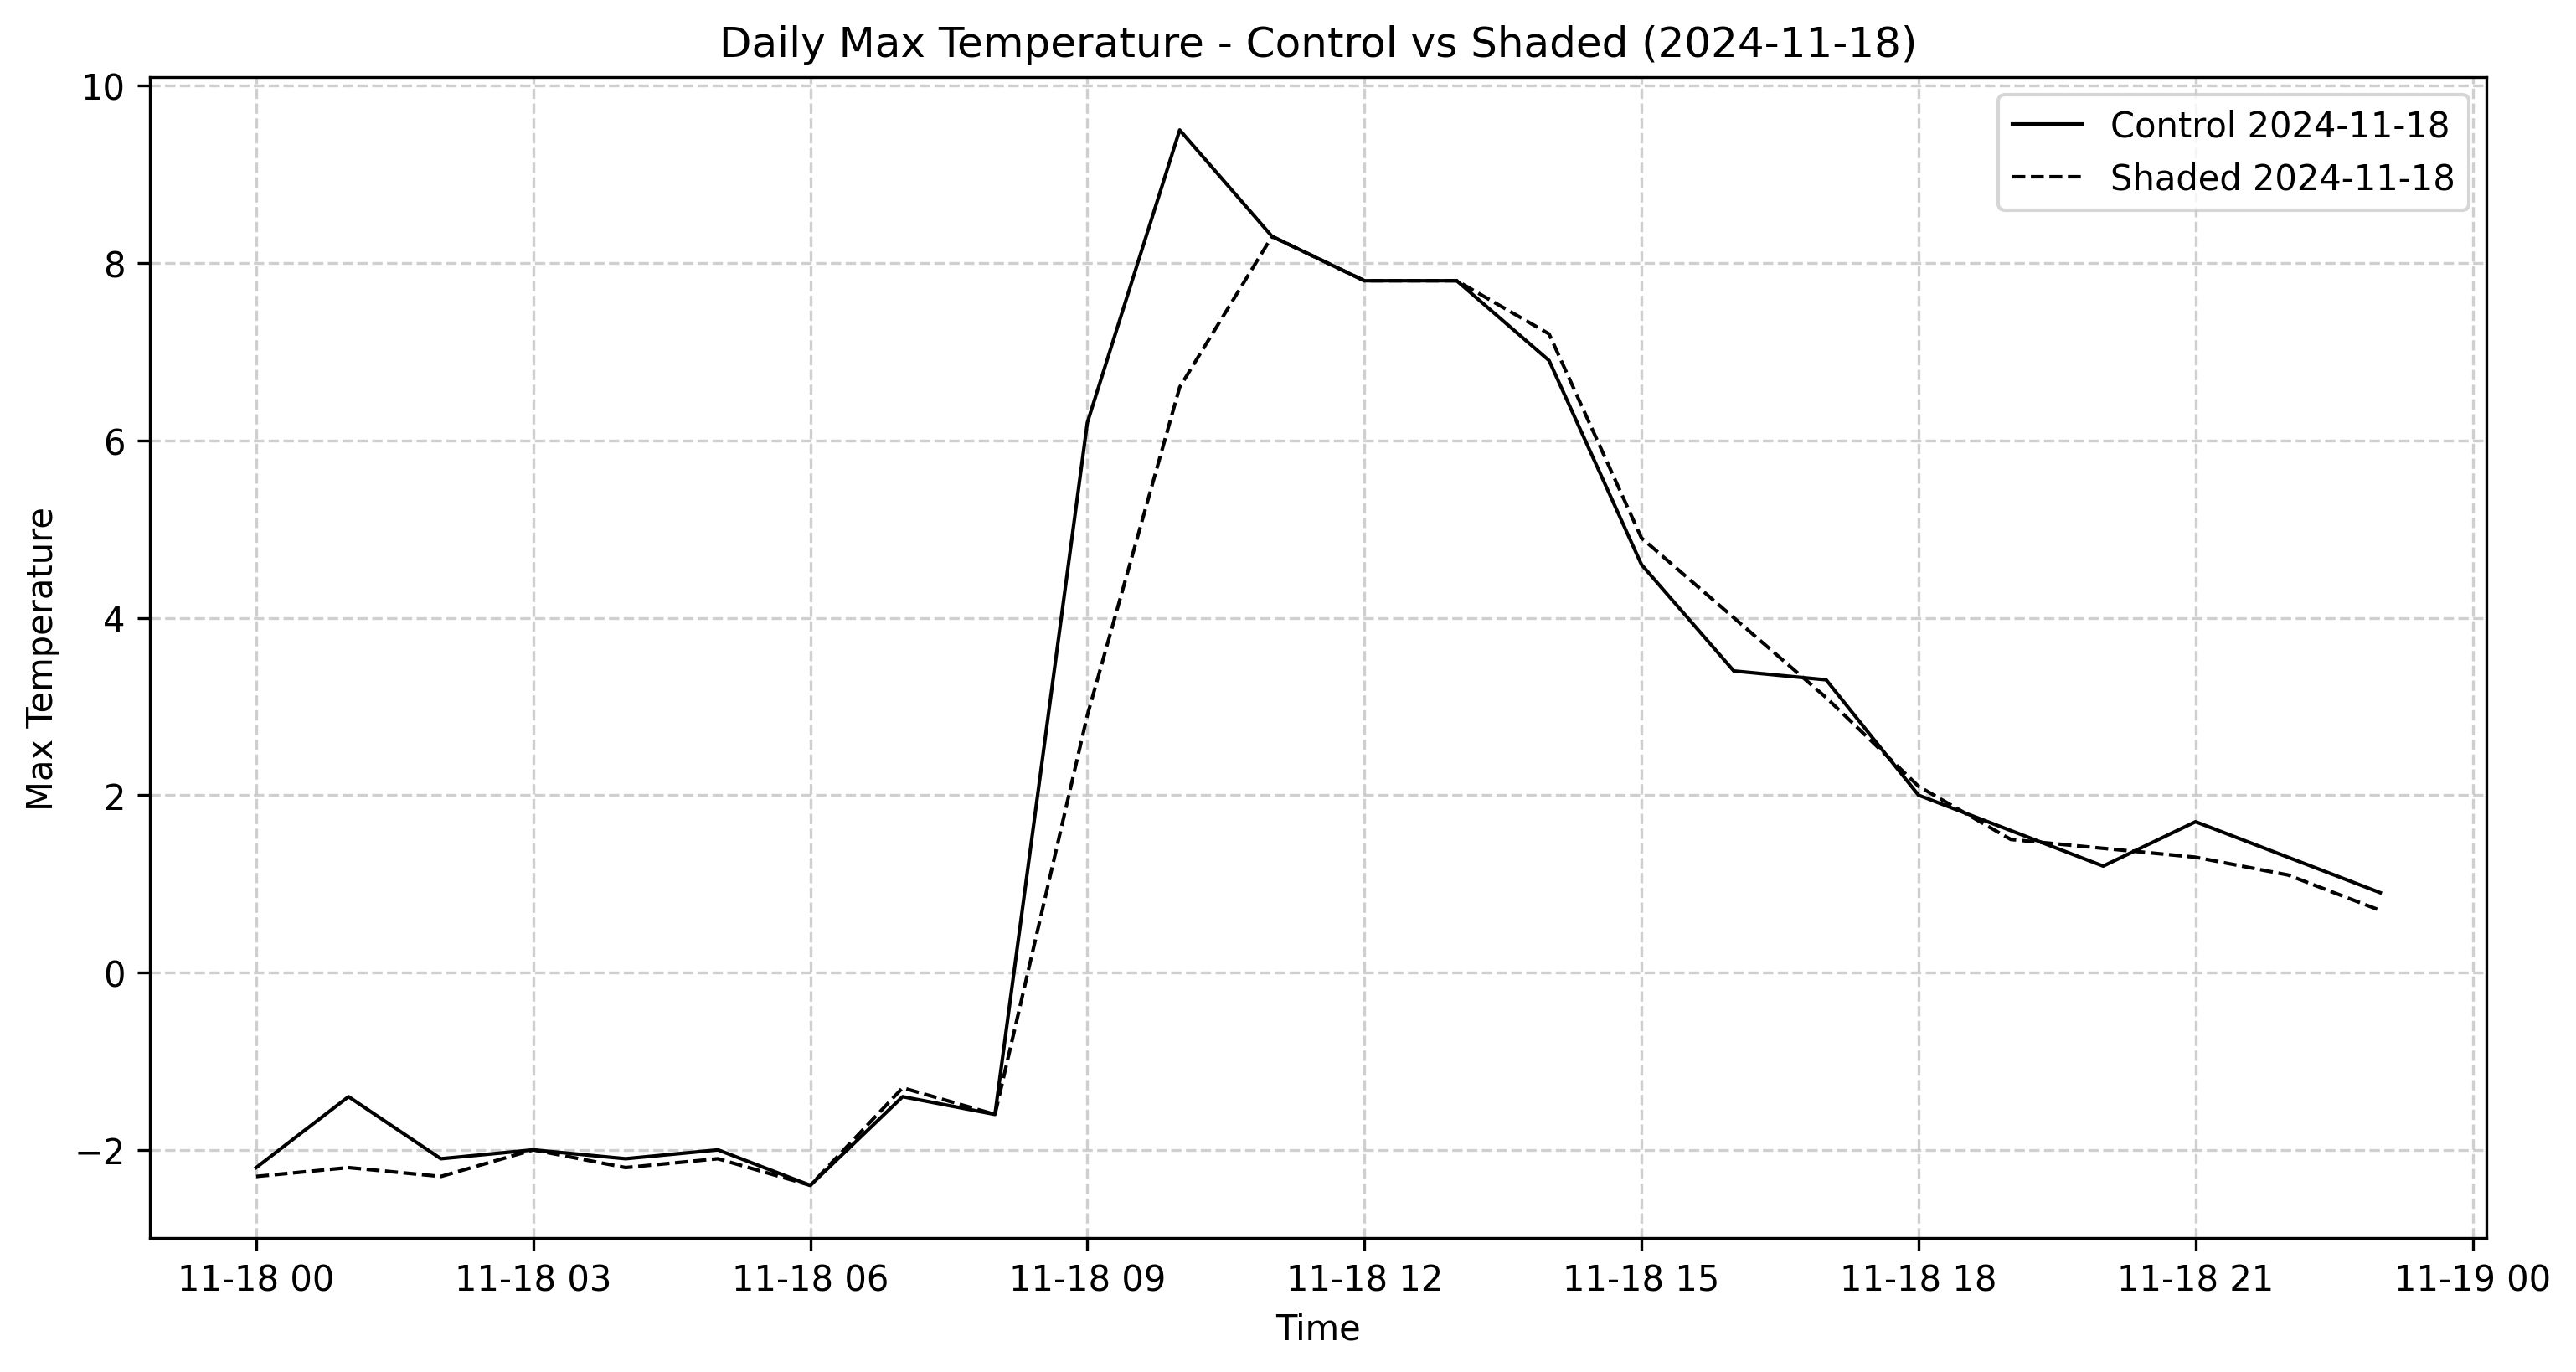 Daily Max Temperature - Control vs Shaded (2024-11-18)
Control 2024-11-18
Shaded 2024-11-18
Max Temperature
10
8
6
4
2
0
−2
11-18 00 11-18 03 11-18 06 11-18 09 11-18 12 11-18 15 11-18 18 11-18 21 11-19 00
Time